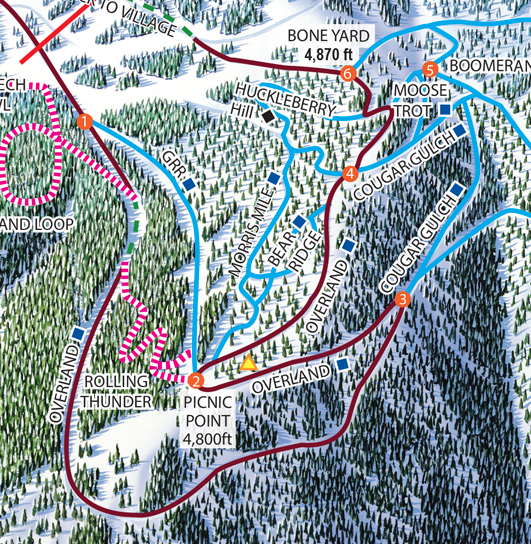 TO VILLAGE
BONE YARD
4,870 ft
6
5
MOOSE
TROT
HUCKLEBERRY
Hill
1
GRR
4
COUGAR GULCH
MORRIS MILE
BEAR
RIDGE
COUGAR GULCH
AND LOOP
OVERLAND
3
OVERLAND
OVERLAND
ROLLING
THUNDER
2
PICNIC
POINT
4,800ft